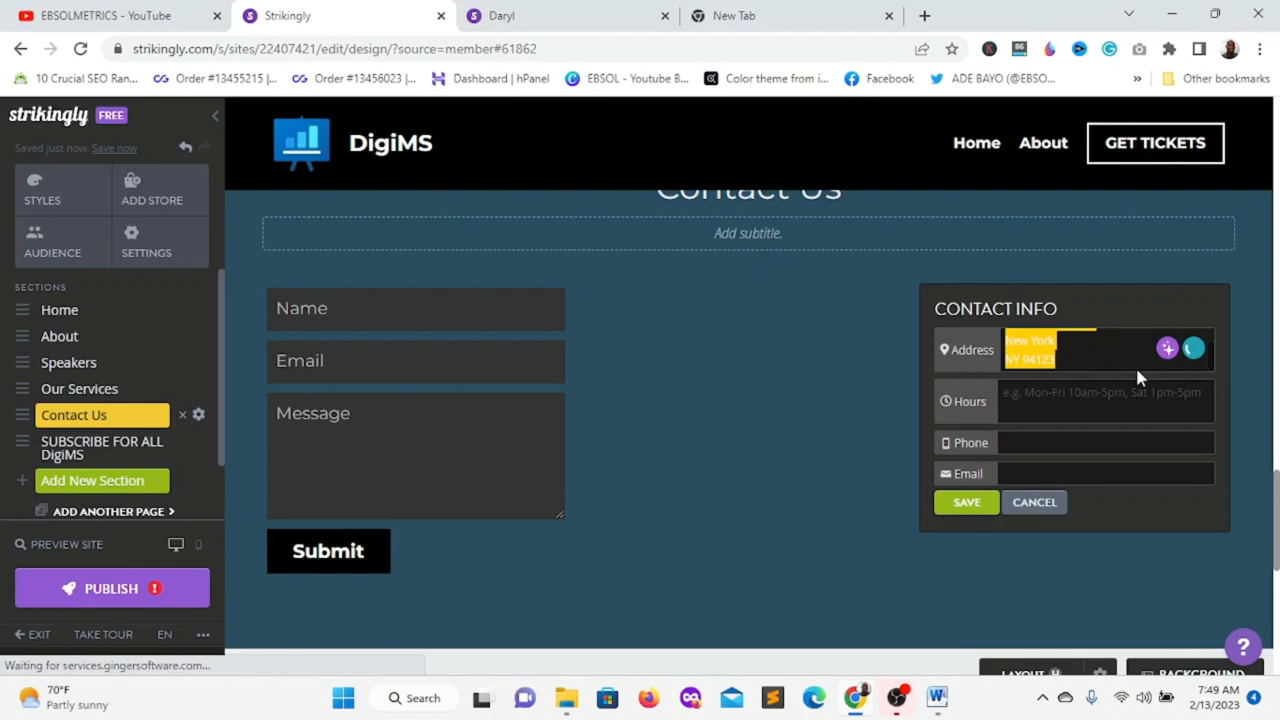 EBSOLMETRICS - YouTube
Strikingly
Daryl
New Tab
strikingly.com/s/sites/22407421/edit/design/?source=member#61862
10 Crucial SEO Ran...
Order #13455215 |...
Order #13456023 |...
Dashboard | hPanel
EBSOL - Youtube B...
Color theme from i...
Facebook
ADE BAYO (@EBSO...
»
Other bookmarks
strikingly FREE
Saved just now. Save now
STYLES
ADD STORE
AUDIENCE
SETTINGS
SECTIONS
Home
About
Speakers
Our Services
Contact Us
SUBSCRIBE FOR ALL
DigiMS
Add New Section
ADD ANOTHER PAGE
PREVIEW SITE
PUBLISH
EXIT
TAKE TOUR
EN
DigiMS
Home
About
GET TICKETS
Contact Us
Add subtitle.
Name
Email
Message
Submit
CONTACT INFO
Address
New York
NY 94123
Hours
e.g. Mon-Fri 10am-5pm, Sat 1pm-5pm
Phone
Email
SAVE
CANCEL
?
LAYOUT
BACKGROUND
Waiting for services.gingersoftware.com...
70°F
Partly sunny
Search
7:49 AM
2/13/2023
4